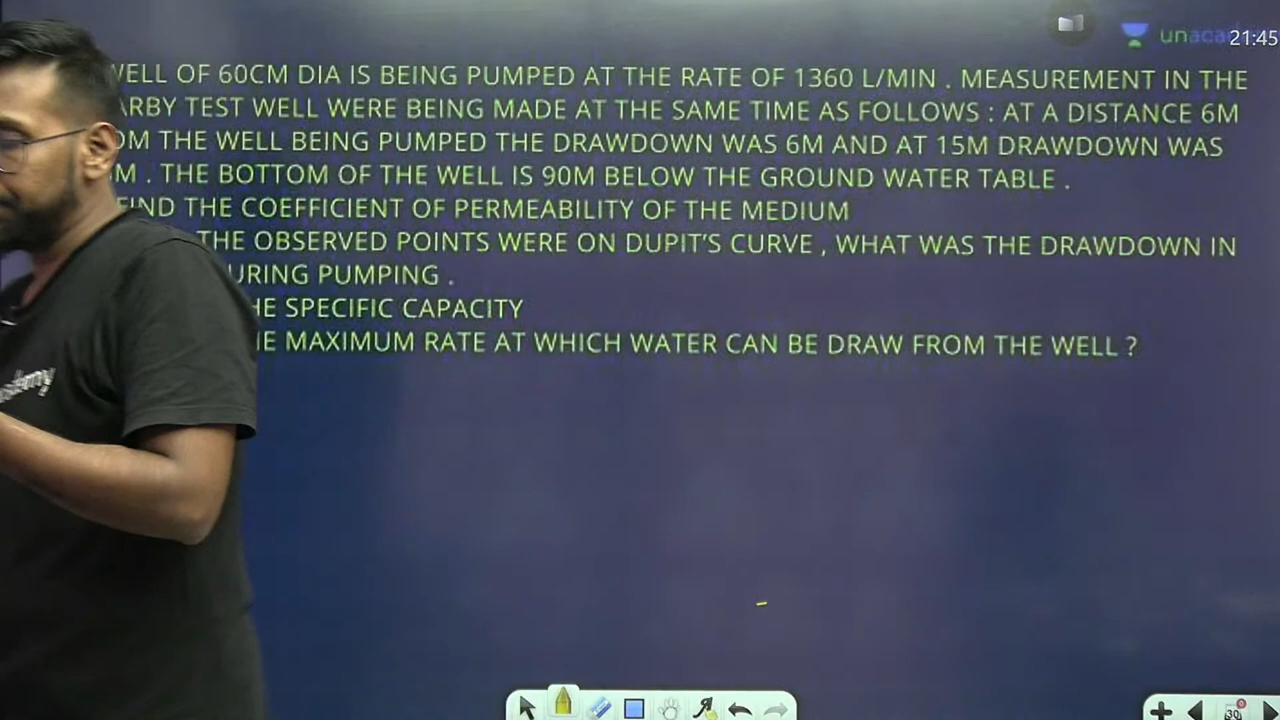 WELL OF 60CM DIA IS BEING PUMPED AT THE RATE OF 1360 L/MIN . MEASUREMENT IN THE
ARBY TEST WELL WERE BEING MADE AT THE SAME TIME AS FOLLOWS : AT A DISTANCE 6M
OM THE WELL BEING PUMPED THE DRAWDOWN WAS 6M AND AT 15M DRAWDOWN WAS
M . THE BOTTOM OF THE WELL IS 90M BELOW THE GROUND WATER TABLE .
FIND THE COEFFICIENT OF PERMEABILITY OF THE MEDIUM
THE OBSERVED POINTS WERE ON DUPIT'S CURVE , WHAT WAS THE DRAWDOWN IN
URING PUMPING .
HE SPECIFIC CAPACITY
HE MAXIMUM RATE AT WHICH WATER CAN BE DRAW FROM THE WELL ?
21:45
30